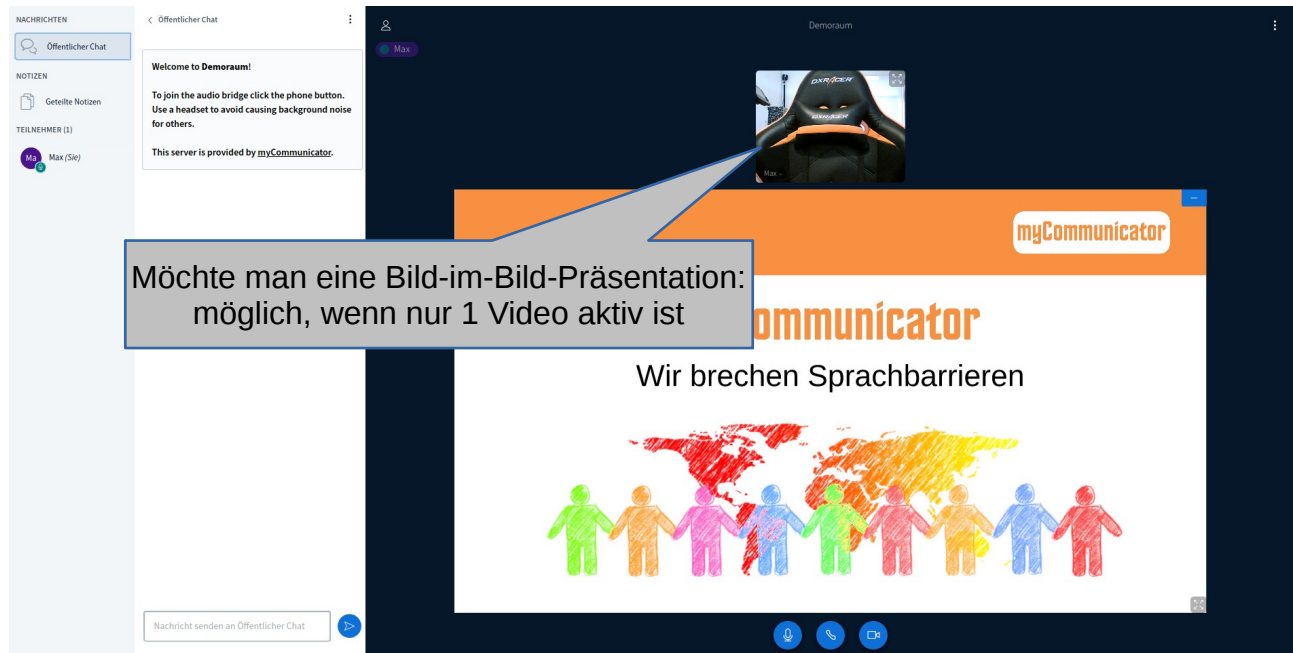 NACHRICHTEN
Öffentlicher Chat
NOTIZEN
Geteilte Notizen
TEILNEHMER (1)
Ma
Max (Sie)
Öffentlicher Chat
Welcome to Demoraum!
To join the audio bridge click the phone button.
Use a headset to avoid causing background noise
for others.
This server is provided by myCommunicator.
Nachricht senden an Öffentlicher Chat
Demoraum
Max
DXRACER
DXRACER
Max
Möchte man eine Bild-im-Bild-Präsentation:
möglich, wenn nur 1 Video aktiv ist
myCommunicator
ommunicator
Wir brechen Sprachbarrieren